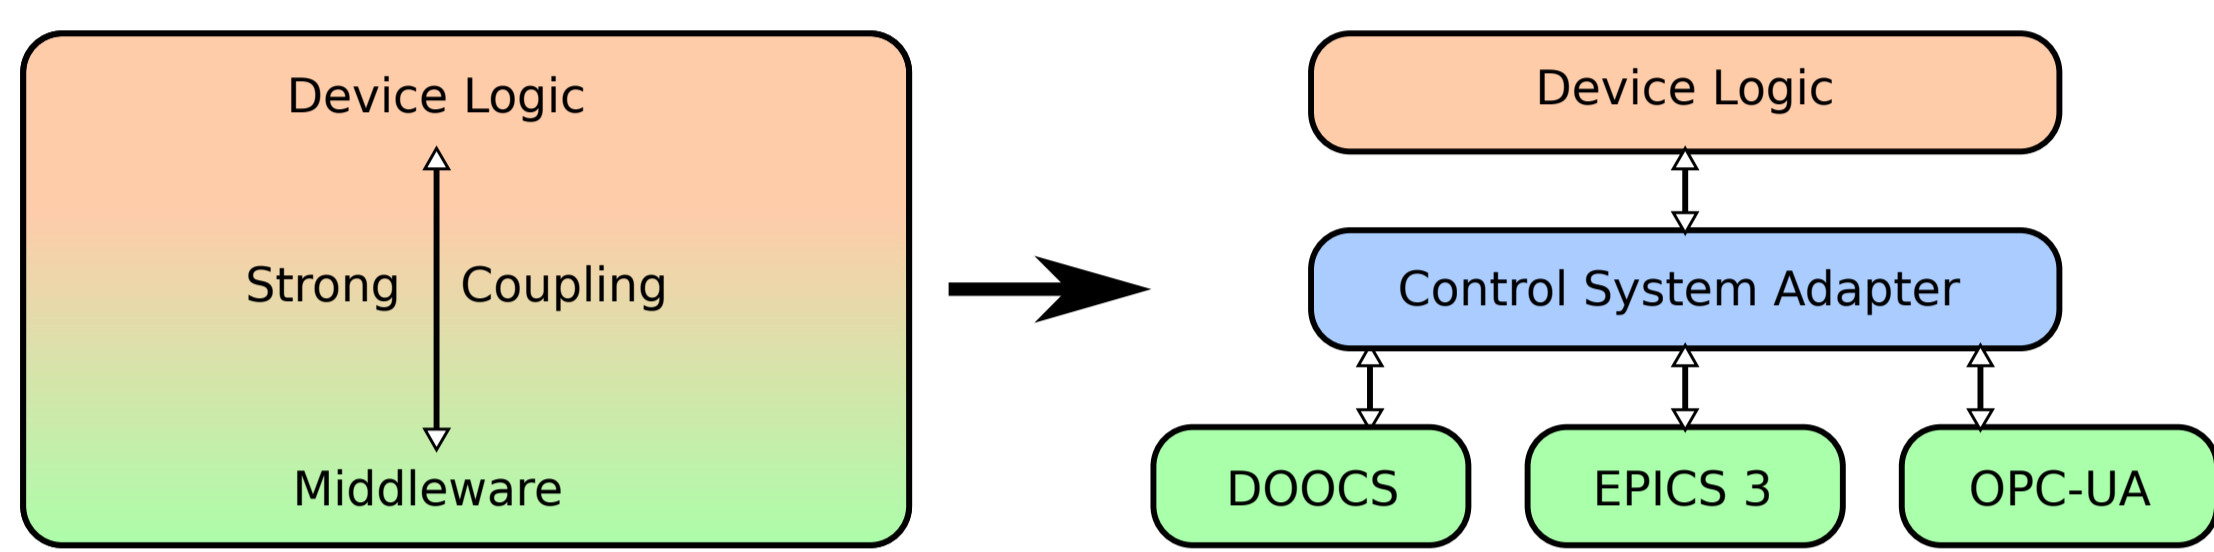 Device Logic
Strong Coupling
Middleware
Device Logic
Control System Adapter
DOOCS
EPICS 3
OPC-UA